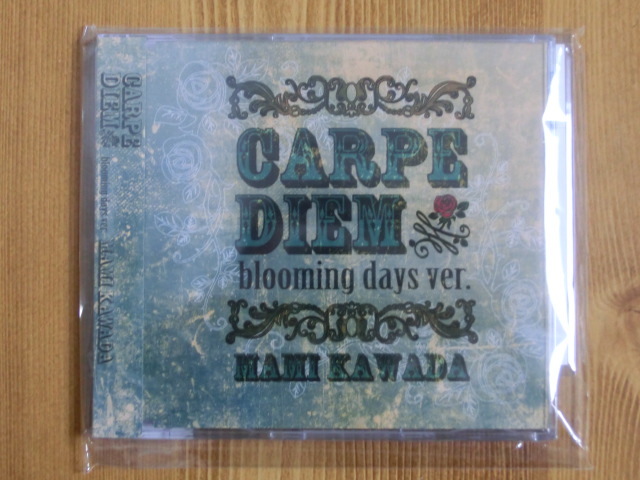 CARPE
DIEM
blooming days ver.
MAMI KAWADA
CARPE
DIEM
blooming days ver.
MAMI KAWADA